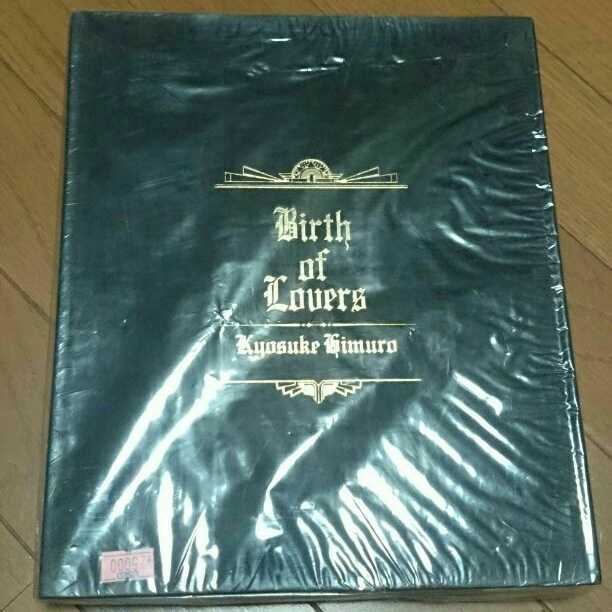 Birth
of
Lovers
Kyosuke Himuro